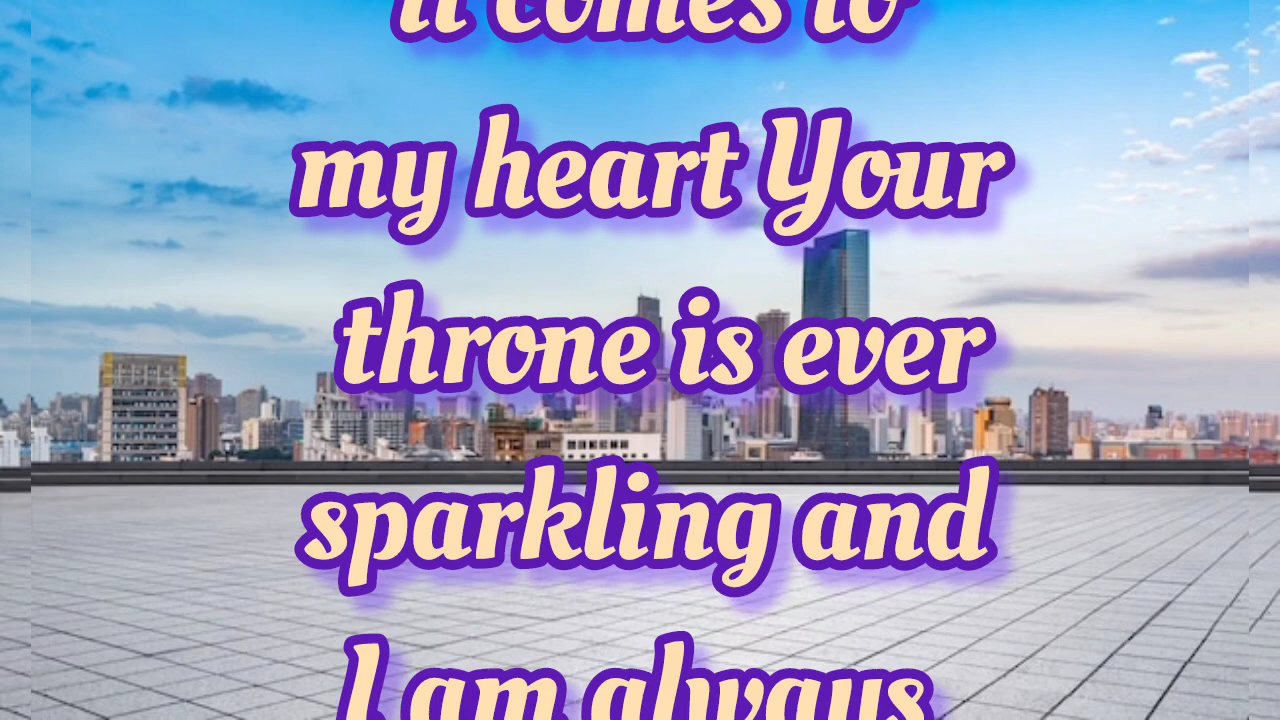 it comes to
my heart Your
throne is ever
sparkling and
I am always